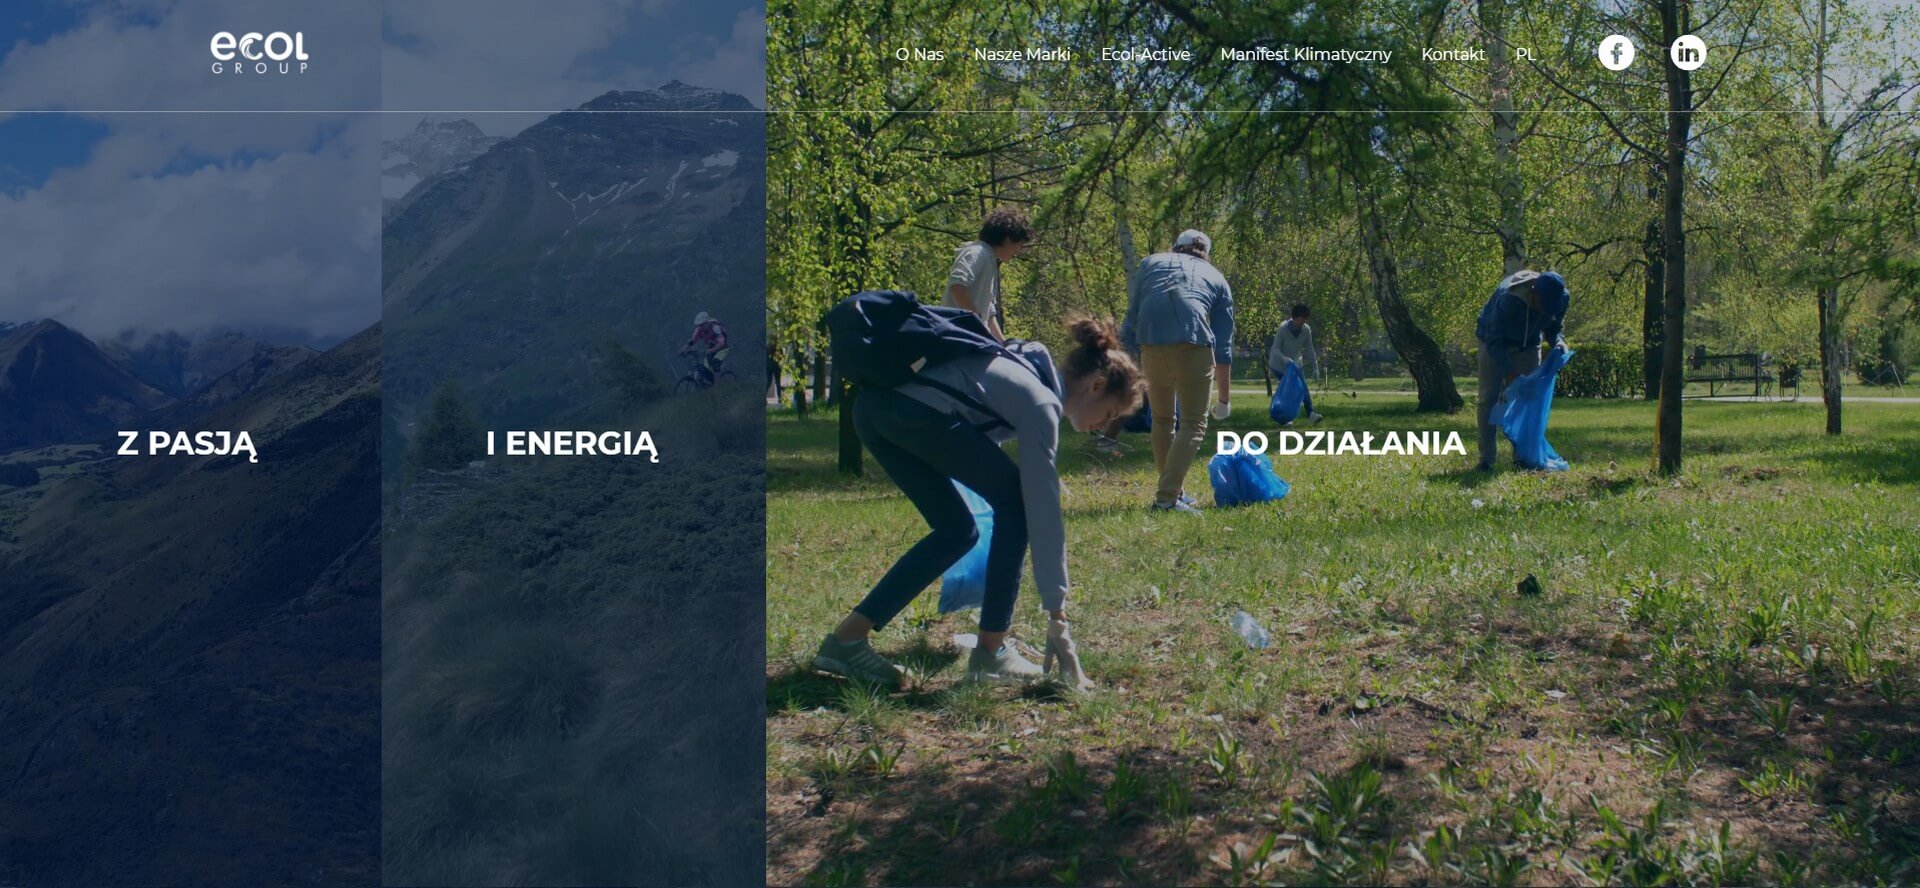 ecol
GROUP
O Nas
Nasze Marki
Ecol-Active
Manifest Klimatyczny
Kontakt
PL
f
in
Z PASJĄ
I ENERGIĄ
DO DZIAŁANIA